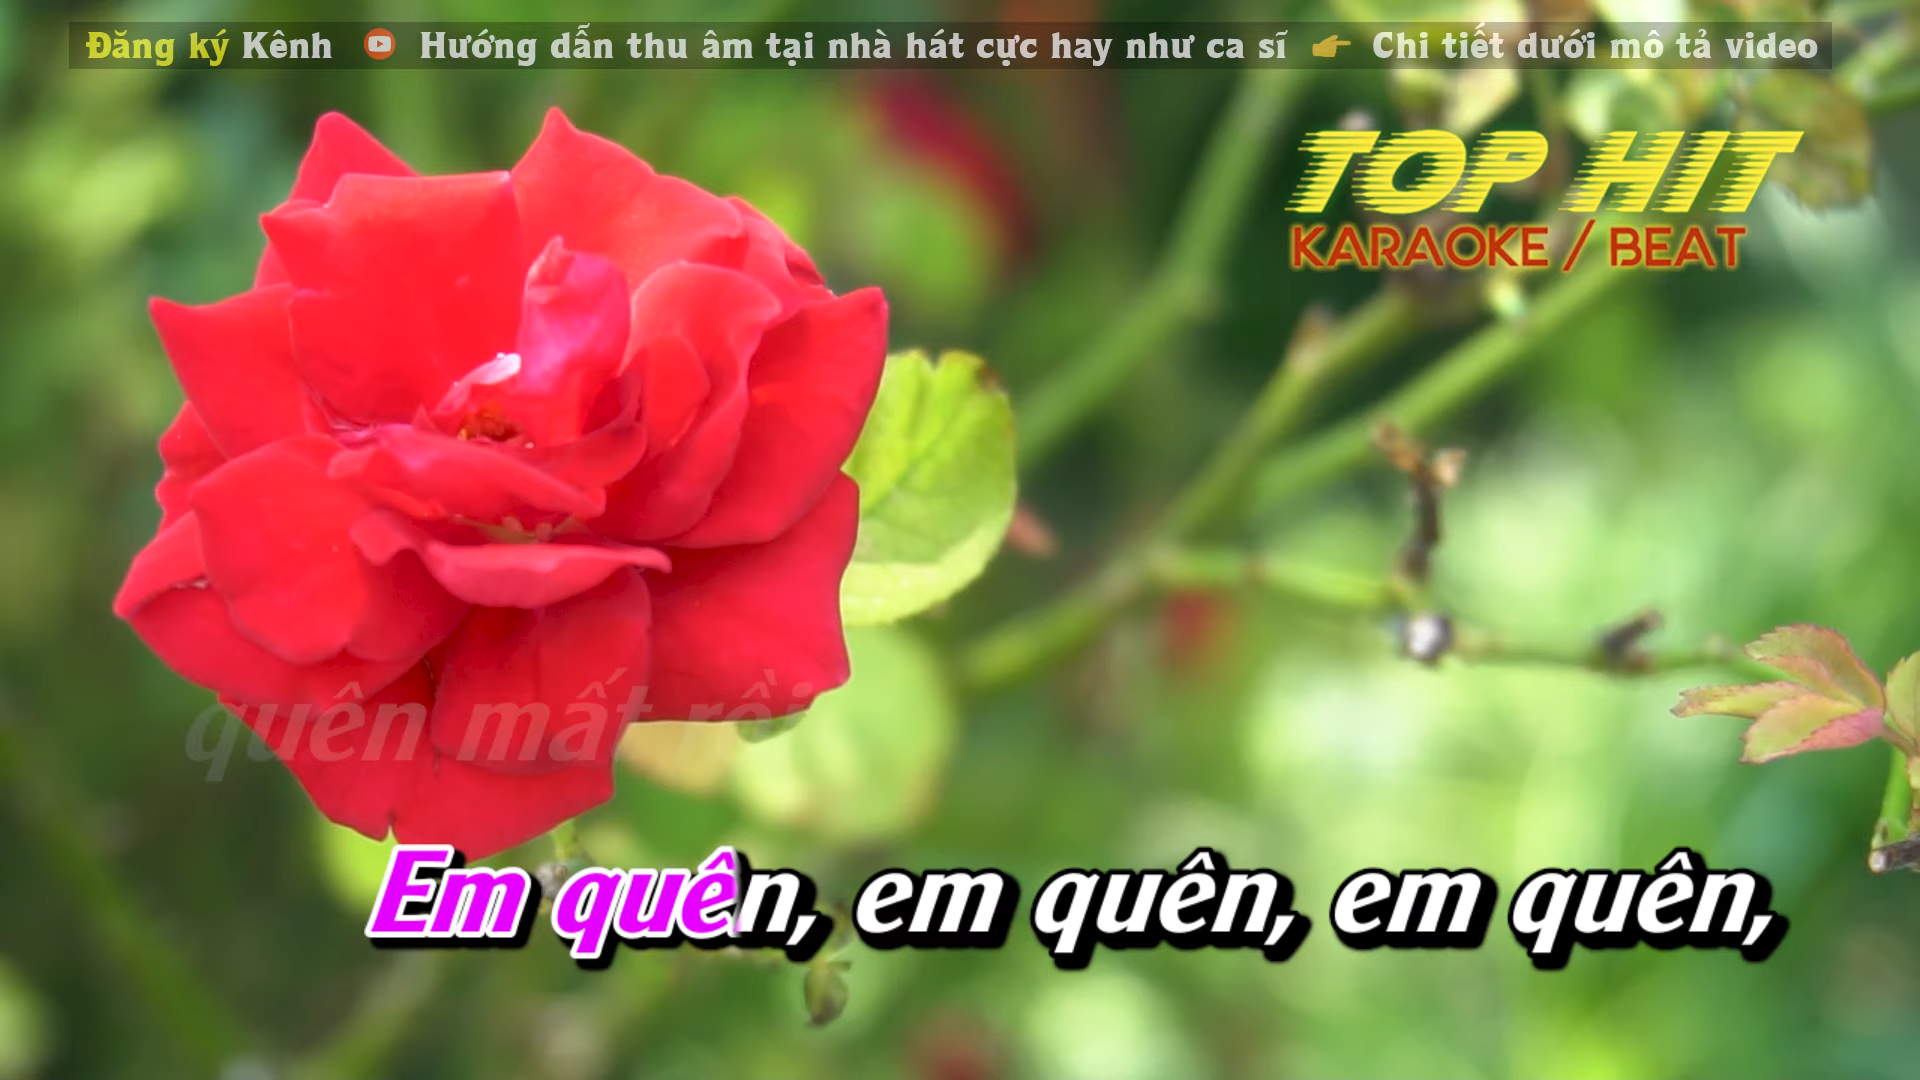 Đăng ký Kênh Hướng dẫn thu âm tại nhà hát cực hay như ca sĩ Chi tiết dưới mô tả video
TOP HIT
KARAOKE / BEAT
quên mất rồi
Em quên, em quên, em quên,